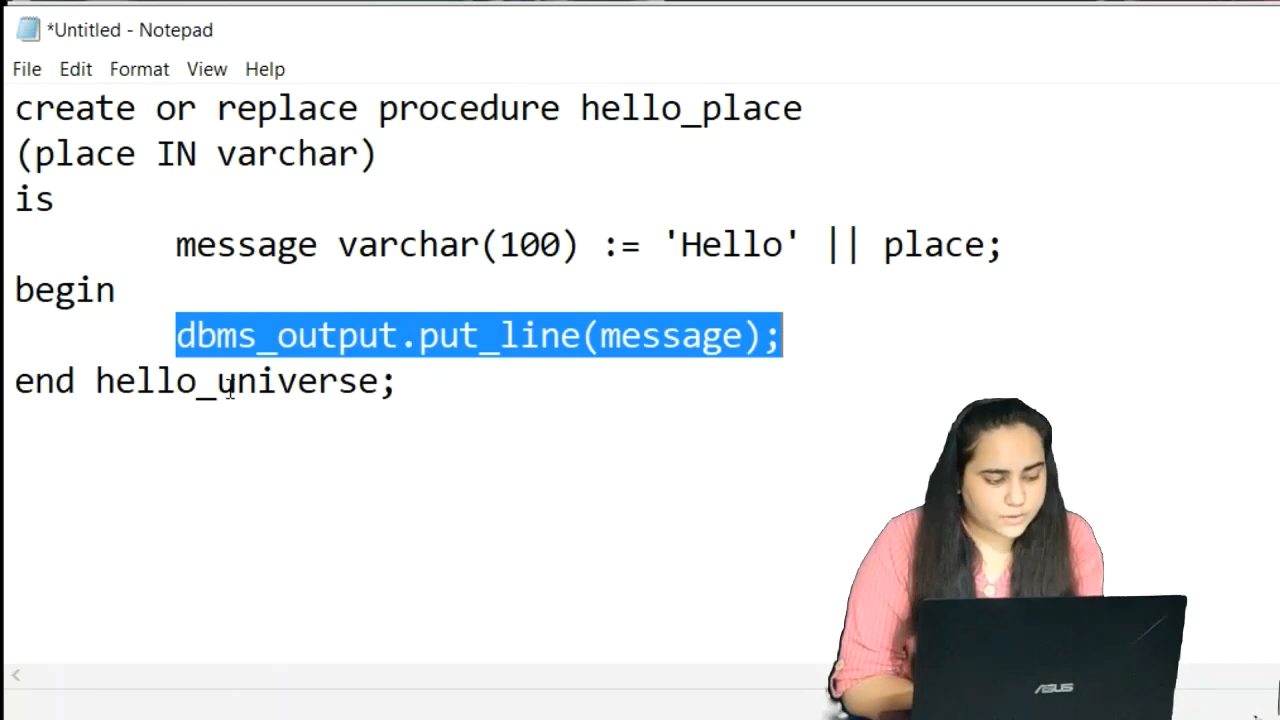 *Untitled - Notepad
File Edit Format View Help
create or replace procedure hello_place
(place IN varchar)
is
message varchar(100) := 'Hello' || place;
begin
dbms_output.put_line(message);
end hello_universe;
ASUS